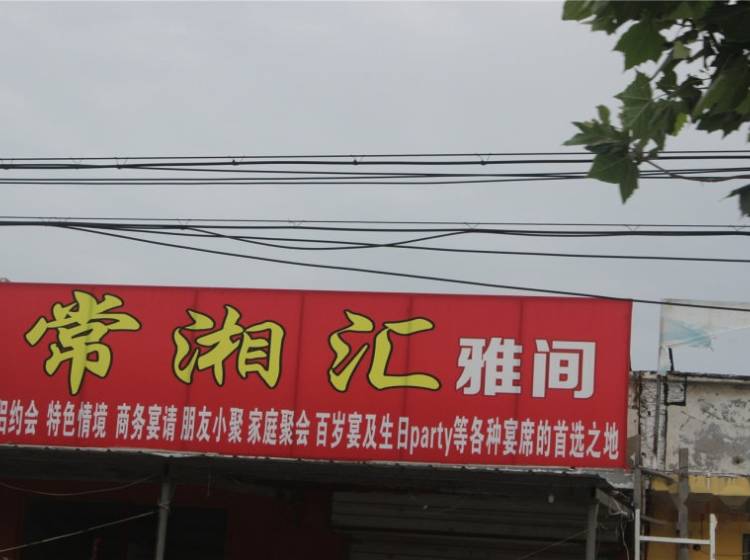 常湘汇 雅间
侣约会 特色情境 商务宴请 朋友小聚 家庭聚会 百岁宴及生日party等各种宴席的首选之地